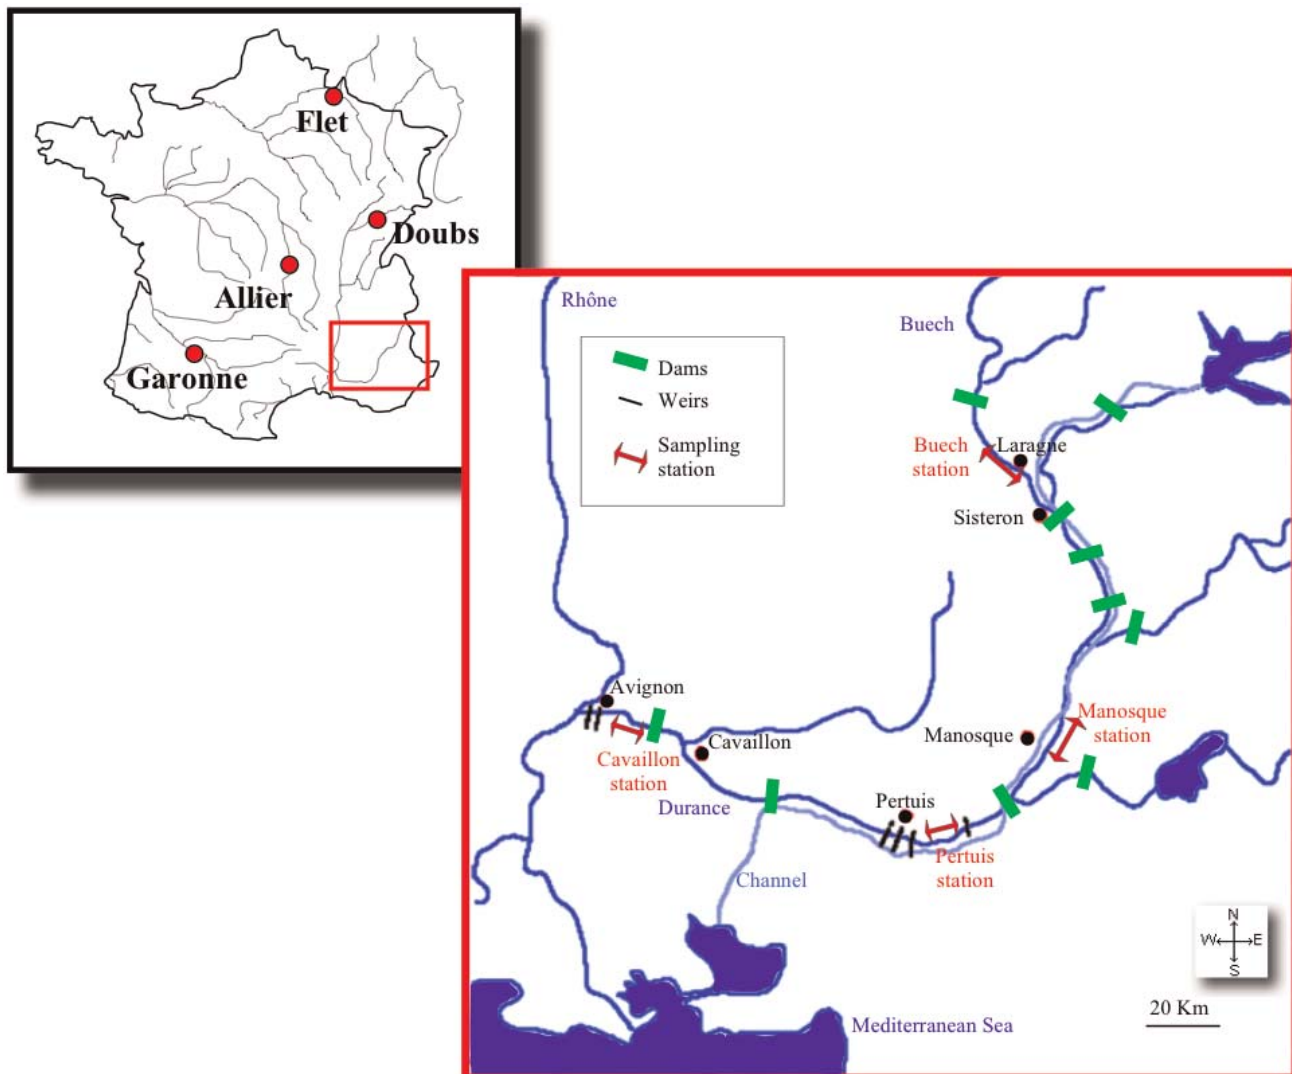 Flet
Doubs
Allier
Garonne
Rhône
Buech
Dams
Weirs
Sampling
station
Buech
station
Laragne
Sisteron
Avignon
Cavaillon
station
Cavaillon
Manosque
Manosque
station
Durance
Pertuis
Pertuis
station
Channel
N
W E
S
20 Km
Mediterranean Sea